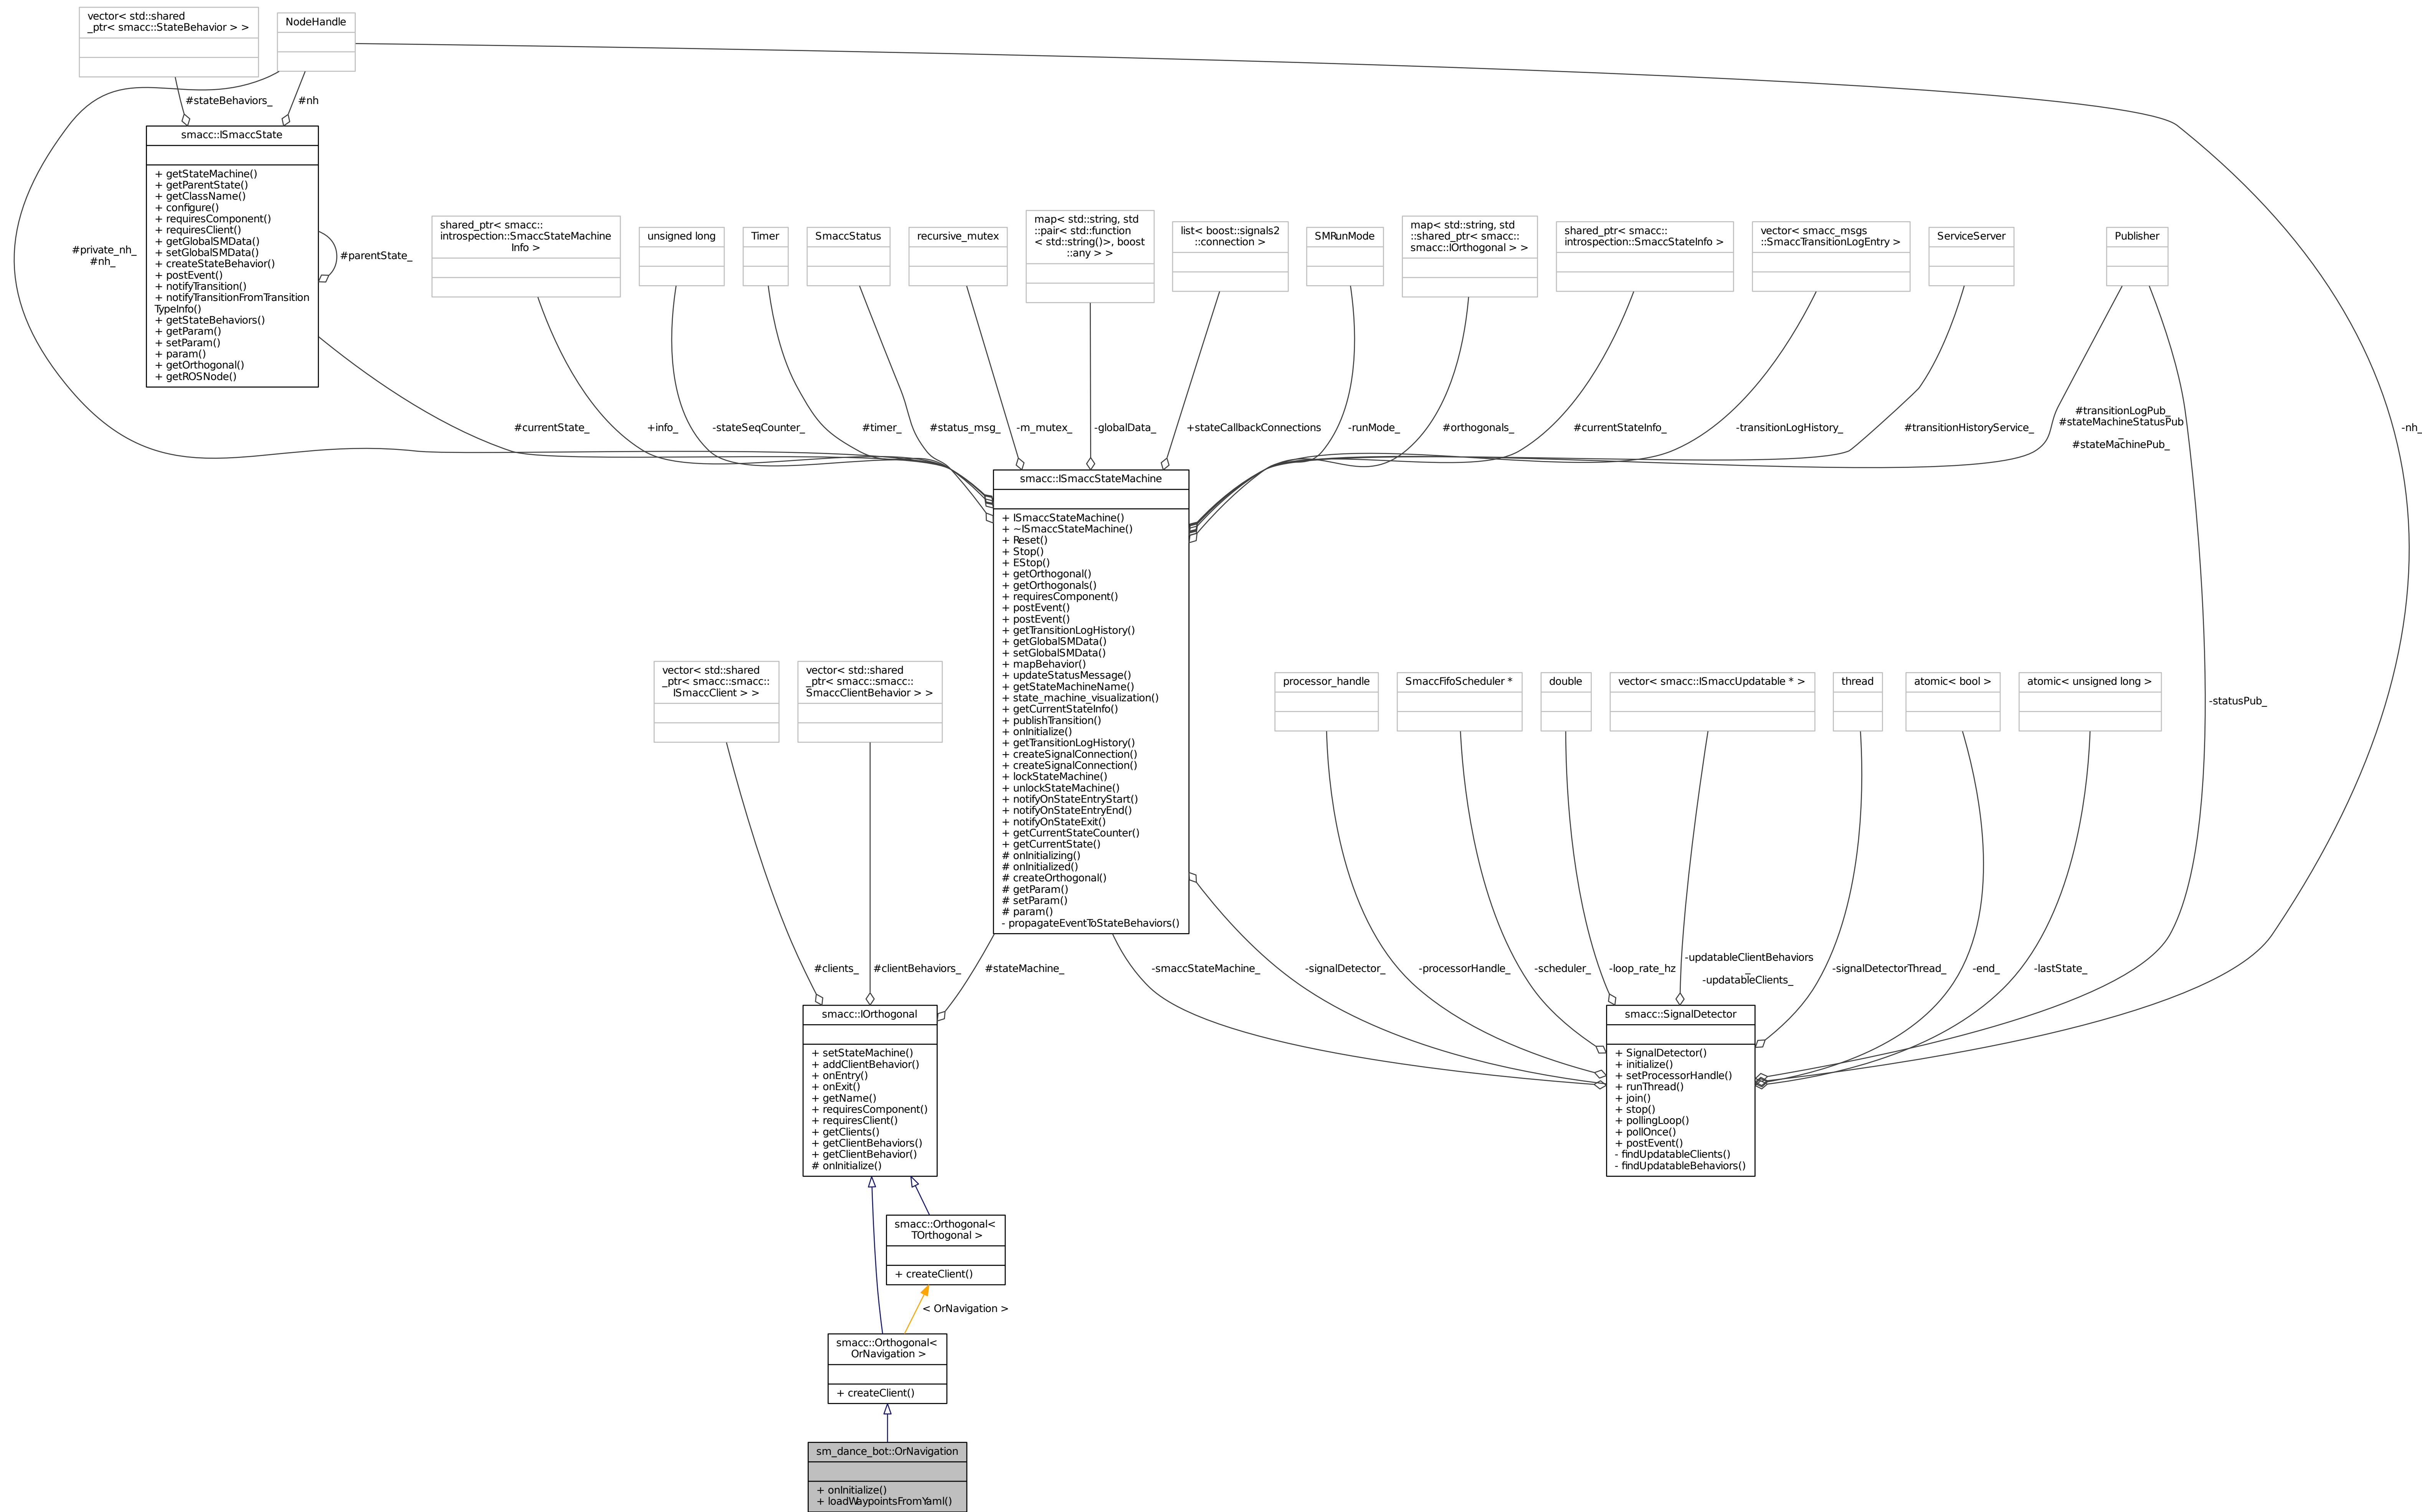 vector< std::shared
_ptr< smacc::StateBehavior > >
NodeHandle
#stateBehaviors_
#nh
smacc::ISmaccState
+ getStateMachine()
+ getParentState()
+ getClassName()
+ configure()
+ requiresComponent()
+ requiresClient()
+ getGlobalSMData()
+ setGlobalSMData()
+ createStateBehavior()
+ postEvent()
+ notifyTransition()
+ notifyTransitionFromTransition
TypeInfo()
+ getStateBehaviors()
+ getParam()
+ setParam()
+ param()
+ getOrthogonal()
+ getROSNode()
#private_nh_
#nh_
#parentState_
shared_ptr< smacc::
introspection::SmaccStateMachine
Info >
unsigned long
Timer
SmaccStatus
recursive_mutex
map< std::string, std
::pair< std::function
< std::string()>, boost
::any > >
list< boost::signals2
::connection >
SMRunMode
map< std::string, std
::shared_ptr< smacc::
smacc::IOrthogonal > >
shared_ptr< smacc::
introspection::SmaccStateInfo >
vector< smacc_msgs
::SmaccTransitionLogEntry >
ServiceServer
Publisher
#currentState_
+info_
-stateSeqCounter_
#timer_
#status_msg_
-m_mutex_
-globalData_
+stateCallbackConnections
-runMode_
#orthogonals_
#currentStateInfo_
-transitionLogHistory_
#transitionHistoryService_
#transitionLogPub_
#stateMachineStatusPub
_
#stateMachinePub_
-nh_
smacc::ISmaccStateMachine
+ ISmaccStateMachine()
+ ~ISmaccStateMachine()
+ Reset()
+ Stop()
+ EStop()
+ getOrthogonal()
+ getOrthogonals()
+ requiresComponent()
+ postEvent()
+ postEvent()
+ getTransitionLogHistory()
+ getGlobalSMData()
+ setGlobalSMData()
+ mapBehavior()
+ updateStatusMessage()
+ getStateMachineName()
+ state_machine_visualization()
+ getCurrentStateInfo()
+ publishTransition()
+ onInitialize()
+ getTransitionLogHistory()
+ createSignalConnection()
+ createSignalConnection()
+ lockStateMachine()
+ unlockStateMachine()
+ notifyOnStateEntryStart()
+ notifyOnStateEntryEnd()
+ notifyOnStateExit()
+ getCurrentStateCounter()
+ getCurrentState()
# onInitializing()
# onInitialized()
# createOrthogonal()
# getParam()
# setParam()
# param()
- propagateEventToStateBehaviors()
vector< std::shared
_ptr< smacc::smacc::
ISmaccClient > >
vector< std::shared
_ptr< smacc::smacc::
SmaccClientBehavior > >
processor_handle
SmaccFifoScheduler *
double
vector< smacc::ISmaccUpdatable * >
thread
atomic< bool >
atomic< unsigned long >
-statusPub_
#clients_
#clientBehaviors_
#stateMachine_
-smaccStateMachine_
-signalDetector_
-processorHandle_
-scheduler_
-loop_rate_hz
-updatableClientBehaviors
_
-updatableClients_
-signalDetectorThread_
-end_
-lastState_
smacc::IOrthogonal
+ setStateMachine()
+ addClientBehavior()
+ onEntry()
+ onExit()
+ getName()
+ requiresComponent()
+ requiresClient()
+ getClients()
+ getClientBehaviors()
+ getClientBehavior()
# onInitialize()
smacc::SignalDetector
+ SignalDetector()
+ initialize()
+ setProcessorHandle()
+ runThread()
+ join()
+ stop()
+ pollingLoop()
+ pollOnce()
+ postEvent()
- findUpdatableClients()
- findUpdatableBehaviors()
smacc::Orthogonal<
TOrthogonal >
+ createClient()
< OrNavigation >
smacc::Orthogonal<
OrNavigation >
+ createClient()
sm_dance_bot::OrNavigation
+ onInitialize()
+ loadWaypointsFromYaml()